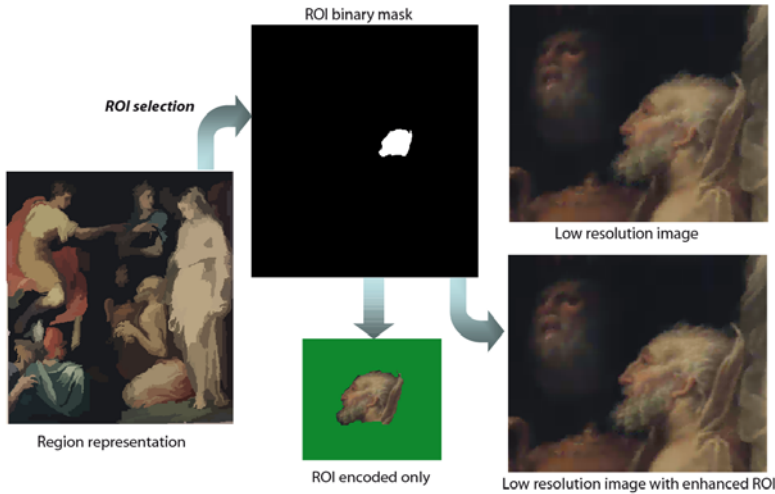 ROI binary mask
ROI selection
Low resolution image
Region representation
ROI encoded only
Low resolution image with enhanced ROI